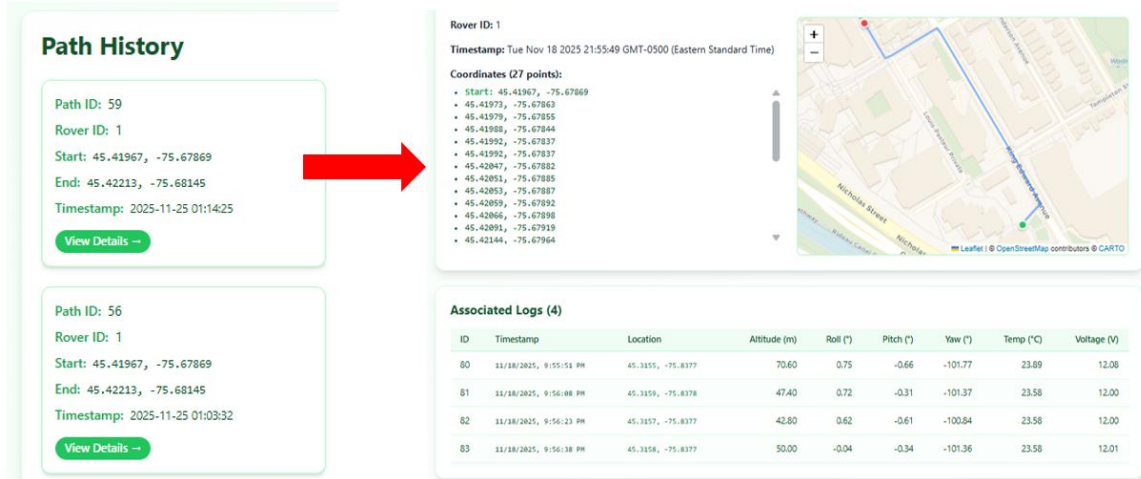 Path History
Path ID: 59
Rover ID: 1
Start: 45.41967, -75.67869
End: 45.42213, -75.68145
Timestamp: 2025-11-25 01:14:25
View Details →
Path ID: 56
Rover ID: 1
Start: 45.41967, -75.67869
End: 45.42213, -75.68145
Timestamp: 2025-11-25 01:03:32
View Details →
Rover ID: 1
Timestamp: Tue Nov 18 2025 21:55:49 GMT-0500 (Eastern Standard Time)
Coordinates (27 points):
• Start: 45.41967, -75.67869
• 45.41973, -75.67863
• 45.41979, -75.67855
• 45.41988, -75.67844
• 45.41992, -75.67837
• 45.41992, -75.67837
• 45.42047, -75.67882
• 45.42051, -75.67885
• 45.42053, -75.67887
• 45.42059, -75.67892
• 45.42066, -75.67898
• 45.42091, -75.67919
• 45.42144, -75.67964
+
−
Henderson Avenue
Templeton
Louis Pasteur Private
King Edward Avenue
Nicholas Street
Nicholas
Rideau Canal
Leaflet | © OpenStreetMap contributors © CARTO
Associated Logs (4)
ID Timestamp Location Altitude (m) Roll (°) Pitch (°) Yaw (°) Temp (°C) Voltage (V)
80 11/18/2025, 9:55:51 PM 45.3155, -75.8377 70.60 0.75 -0.66 -101.77 23.89 12.08
81 11/18/2025, 9:56:08 PM 45.3159, -75.8378 47.40 0.72 -0.31 -101.37 23.58 12.00
82 11/18/2025, 9:56:23 PM 45.3157, -75.8377 42.80 0.62 -0.61 -100.84 23.58 12.00
83 11/18/2025, 9:56:38 PM 45.3158, -75.8377 50.00 -0.04 -0.34 -101.36 23.58 12.01